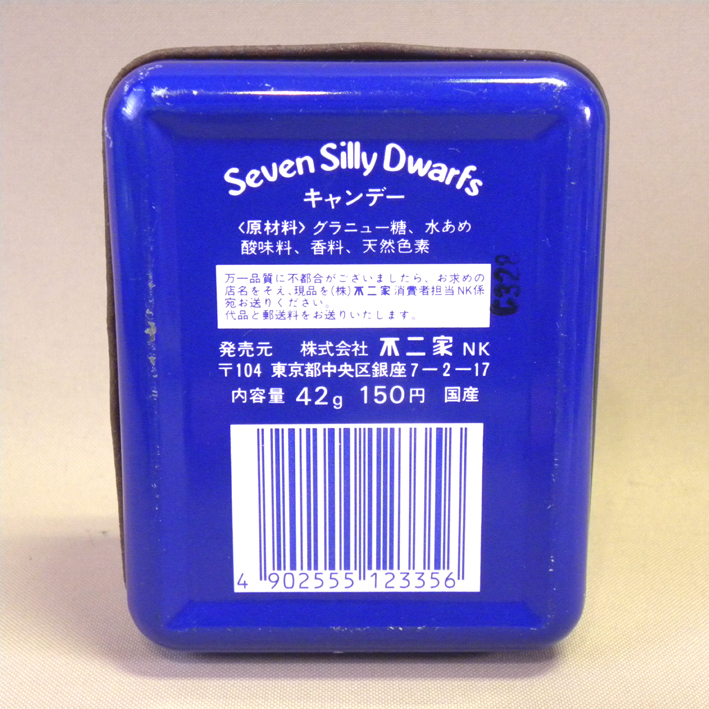 Seven Silly Dwarfs
キャンデー
〈原材料〉グラニュー糖、水あめ
酸味料、香料、天然色素
万一品質に不都合がございましたら、お求めの
店名をそえ、現品を(株)不二家消費者担当NK係
宛お送りください。
代品と郵送料をお送りいたします。
発売元 株式会社 不二家 NK
〒104 東京都中央区銀座7-2-17
内容量 42g 150円 国産
4 902555 123356